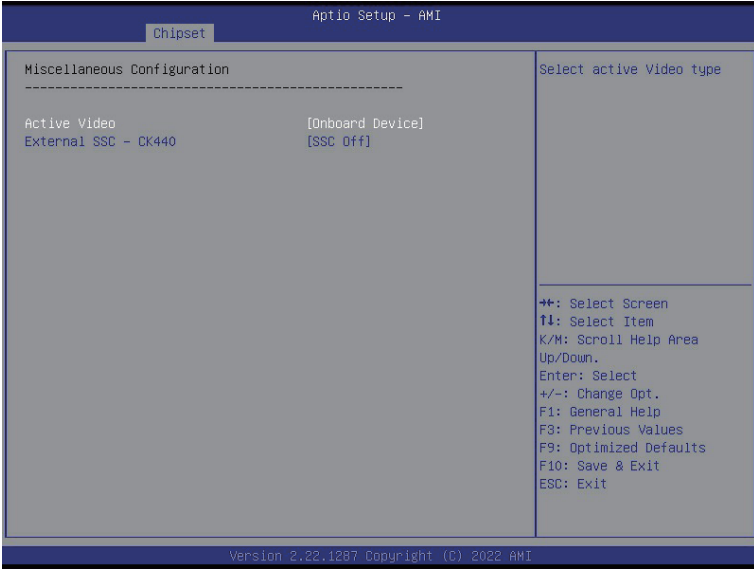 Aptio Setup – AMI
Chipset
Miscellaneous Configuration
--------------------------------------------------
Active Video [Onboard Device]
External SSC – CK440 [SSC Off]
Select active Video type
→←: Select Screen
↑↓: Select Item
K/M: Scroll Help Area
Up/Down.
Enter: Select
+/-: Change Opt.
F1: General Help
F3: Previous Values
F9: Optimized Defaults
F10: Save & Exit
ESC: Exit
Version 2.22.1287 Copyright (C) 2022 AMI